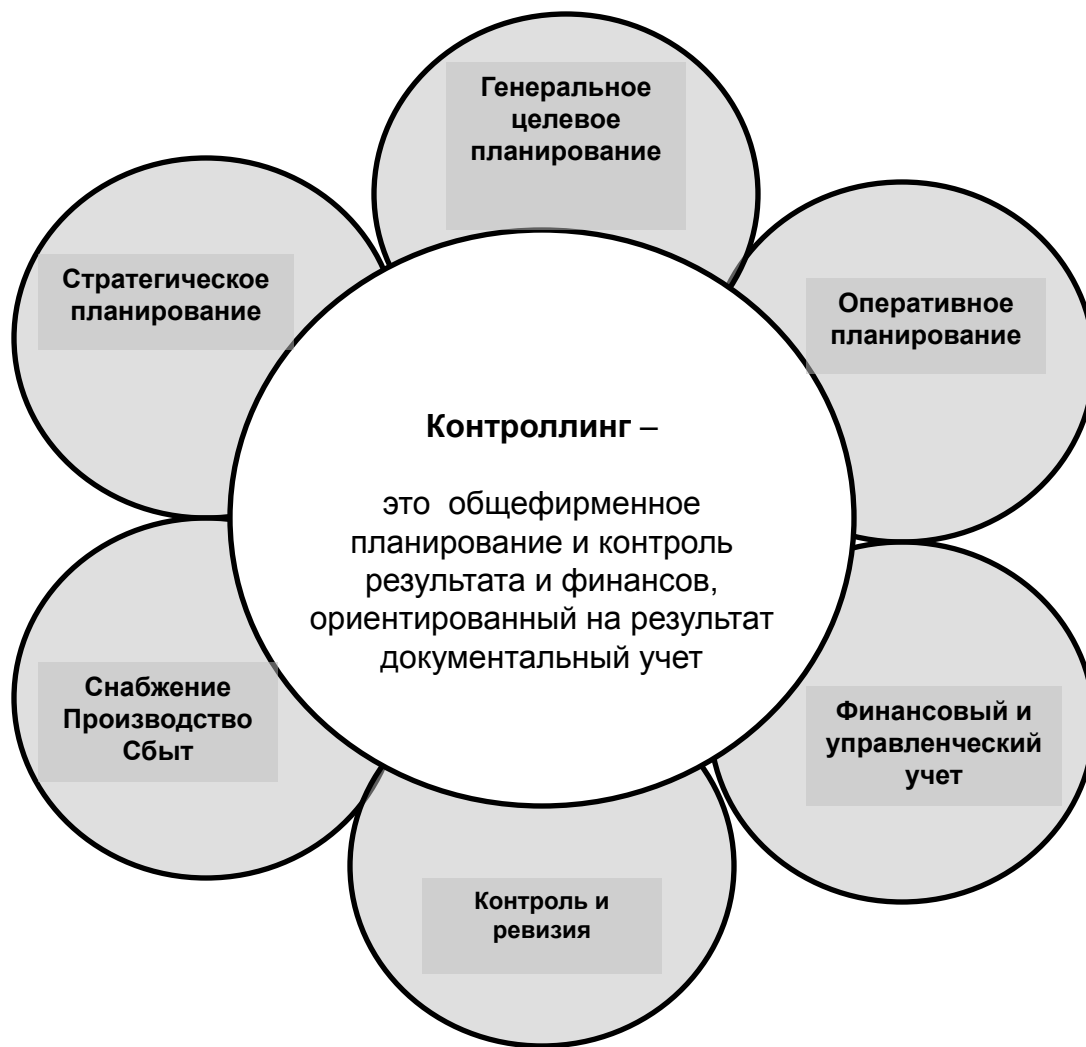 Генеральное
целевое
планирование
Стратегическое
планирование
Оперативное
планирование
Контроллинг –
это общефирменное
планирование и контроль
результата и финансов,
ориентированный на результат
документальный учет
Снабжение
Производство
Сбыт
Финансовый и
управленческий
учет
Контроль и
ревизия